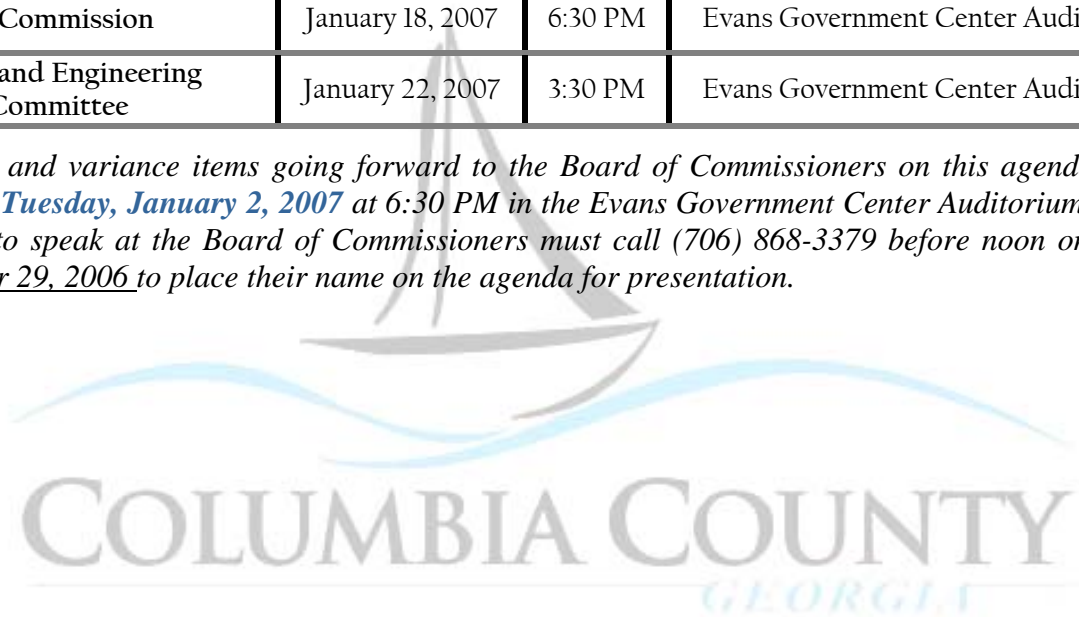 Commission January 18, 2007 6:30 PM Evans Government Center Audi
and Engineering
Committee January 22, 2007 3:30 PM Evans Government Center Audi
and variance items going forward to the Board of Commissioners on this agend
Tuesday, January 2, 2007 at 6:30 PM in the Evans Government Center Auditorium
to speak at the Board of Commissioners must call (706) 868-3379 before noon on
r 29, 2006 to place their name on the agenda for presentation.
COLUMBIA COUNTY
GEORGIA